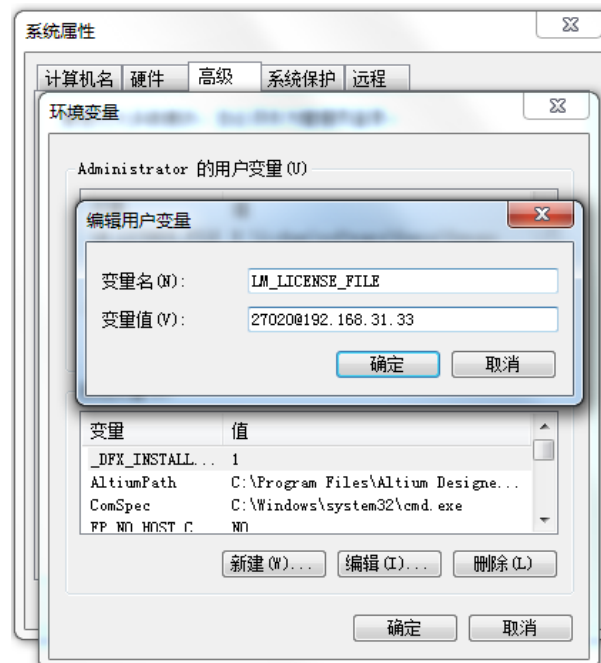 系统属性
计算机名 硬件 高级 系统保护 远程
环境变量
Administrator 的用户变量(U)
编辑用户变量
变量名(N): LM_LICENSE_FILE
变量值(V): 27020@192.168.31.33
确定 取消
变量 值
_DFX_INSTALL... 1
AltiumPath C:\Program Files\Altium Designe...
ComSpec C:\Windows\system32\cmd.exe
FP_NO_HOST_C... NO
新建(W)... 编辑(I)... 删除(L)
确定 取消